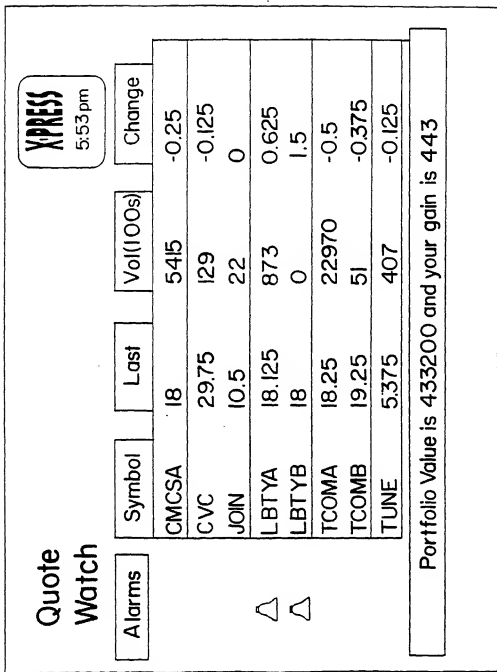 Quote
Watch
X·PRESS
5:53pm
Alarms Symbol Last Vol(100s) Change
CMCSA 18 5415 -0.25
CVC 29.75 129 -0.125
JOIN 10.5 22 0
LBTYA 18.125 873 0.625
LBTYB 18 0 1.5
TCOMA 18.25 22970 -0.5
TCOMB 19.25 51 -0.375
TUNE 5.375 407 -0.125
Portfolio Value is 433200 and your gain is 443